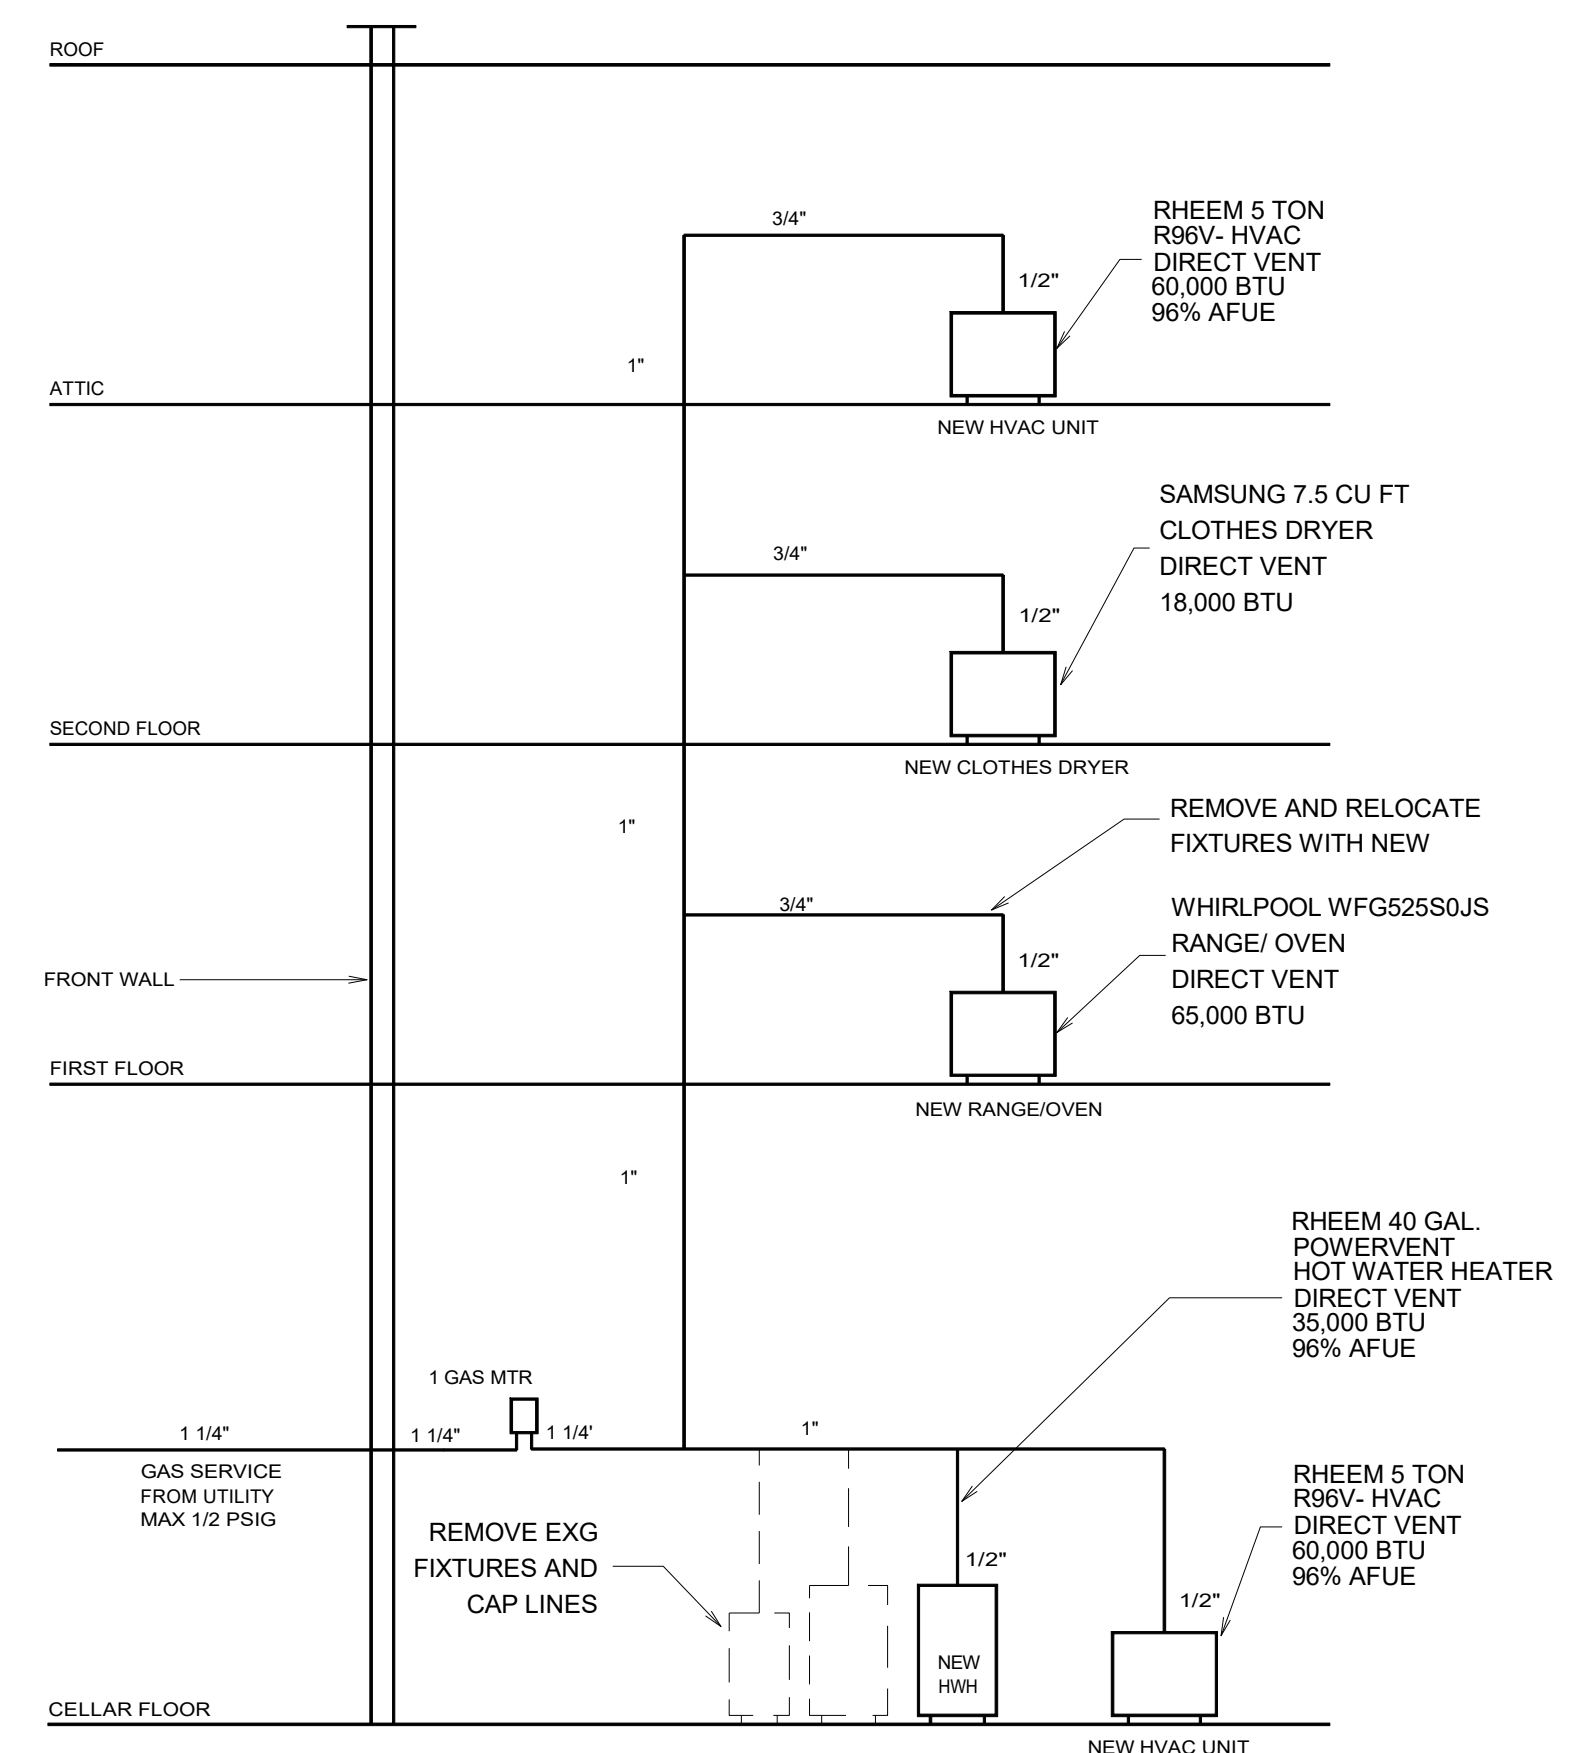 ROOF
3/4"
RHEEM 5 TON
R96V- HVAC
DIRECT VENT
60,000 BTU
96% AFUE
1/2"
1"
ATTIC
NEW HVAC UNIT
SAMSUNG 7.5 CU FT
CLOTHES DRYER
DIRECT VENT
18,000 BTU
3/4"
1/2"
SECOND FLOOR
NEW CLOTHES DRYER
REMOVE AND RELOCATE
FIXTURES WITH NEW
1"
3/4"
WHIRLPOOL WFG525S0JS
RANGE/ OVEN
DIRECT VENT
65,000 BTU
1/2"
FRONT WALL
FIRST FLOOR
NEW RANGE/OVEN
1"
RHEEM 40 GAL.
POWERVENT
HOT WATER HEATER
DIRECT VENT
35,000 BTU
96% AFUE
1 GAS MTR
1 1/4"
1 1/4"
1 1/4'
1"
GAS SERVICE
FROM UTILITY
MAX 1/2 PSIG
REMOVE EXG
FIXTURES AND
CAP LINES
1/2"
NEW
HWH
RHEEM 5 TON
R96V- HVAC
DIRECT VENT
60,000 BTU
96% AFUE
1/2"
CELLAR FLOOR
NEW HVAC UNIT